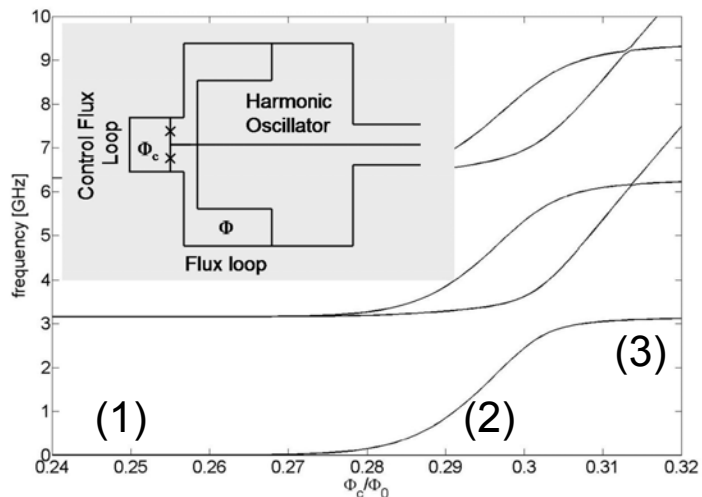 10
9
8
7
6
5
4
3
2
1
0
frequency [GHz]
Control Flux
Loop
Φc
Harmonic
Oscillator
Φ
Flux loop
(1)
(2)
(3)
0.24
0.25
0.26
0.27
0.28
0.29
0.3
0.31
0.32
Φc/Φ0